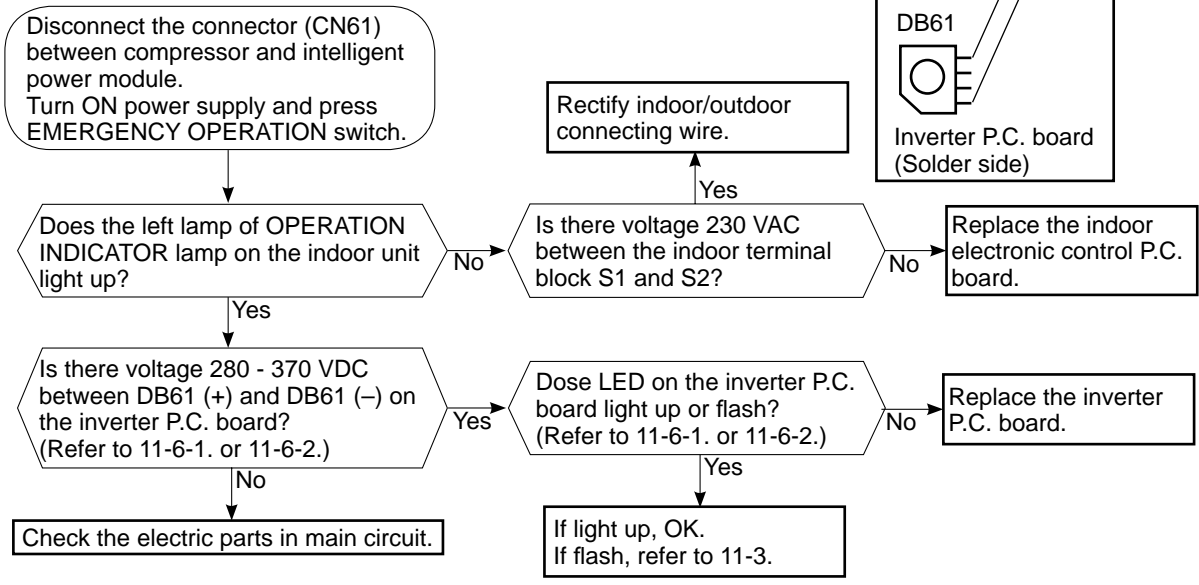 Disconnect the connector (CN61)
between compressor and intelligent
power module.
Turn ON power supply and press
EMERGENCY OPERATION switch.
DB61
Inverter P.C. board
(Solder side)
Rectify indoor/outdoor
connecting wire.
Yes
Does the left lamp of OPERATION
INDICATOR lamp on the indoor unit
light up?
No
Is there voltage 230 VAC
between the indoor terminal
block S1 and S2?
No
Replace the indoor
electronic control P.C.
board.
Yes
Is there voltage 280 - 370 VDC
between DB61 (+) and DB61 (–) on
the inverter P.C. board?
(Refer to 11-6-1. or 11-6-2.)
Yes
Dose LED on the inverter P.C.
board light up or flash?
(Refer to 11-6-1. or 11-6-2.)
No
Replace the inverter
P.C. board.
No
Yes
Check the electric parts in main circuit.
If light up, OK.
If flash, refer to 11-3.